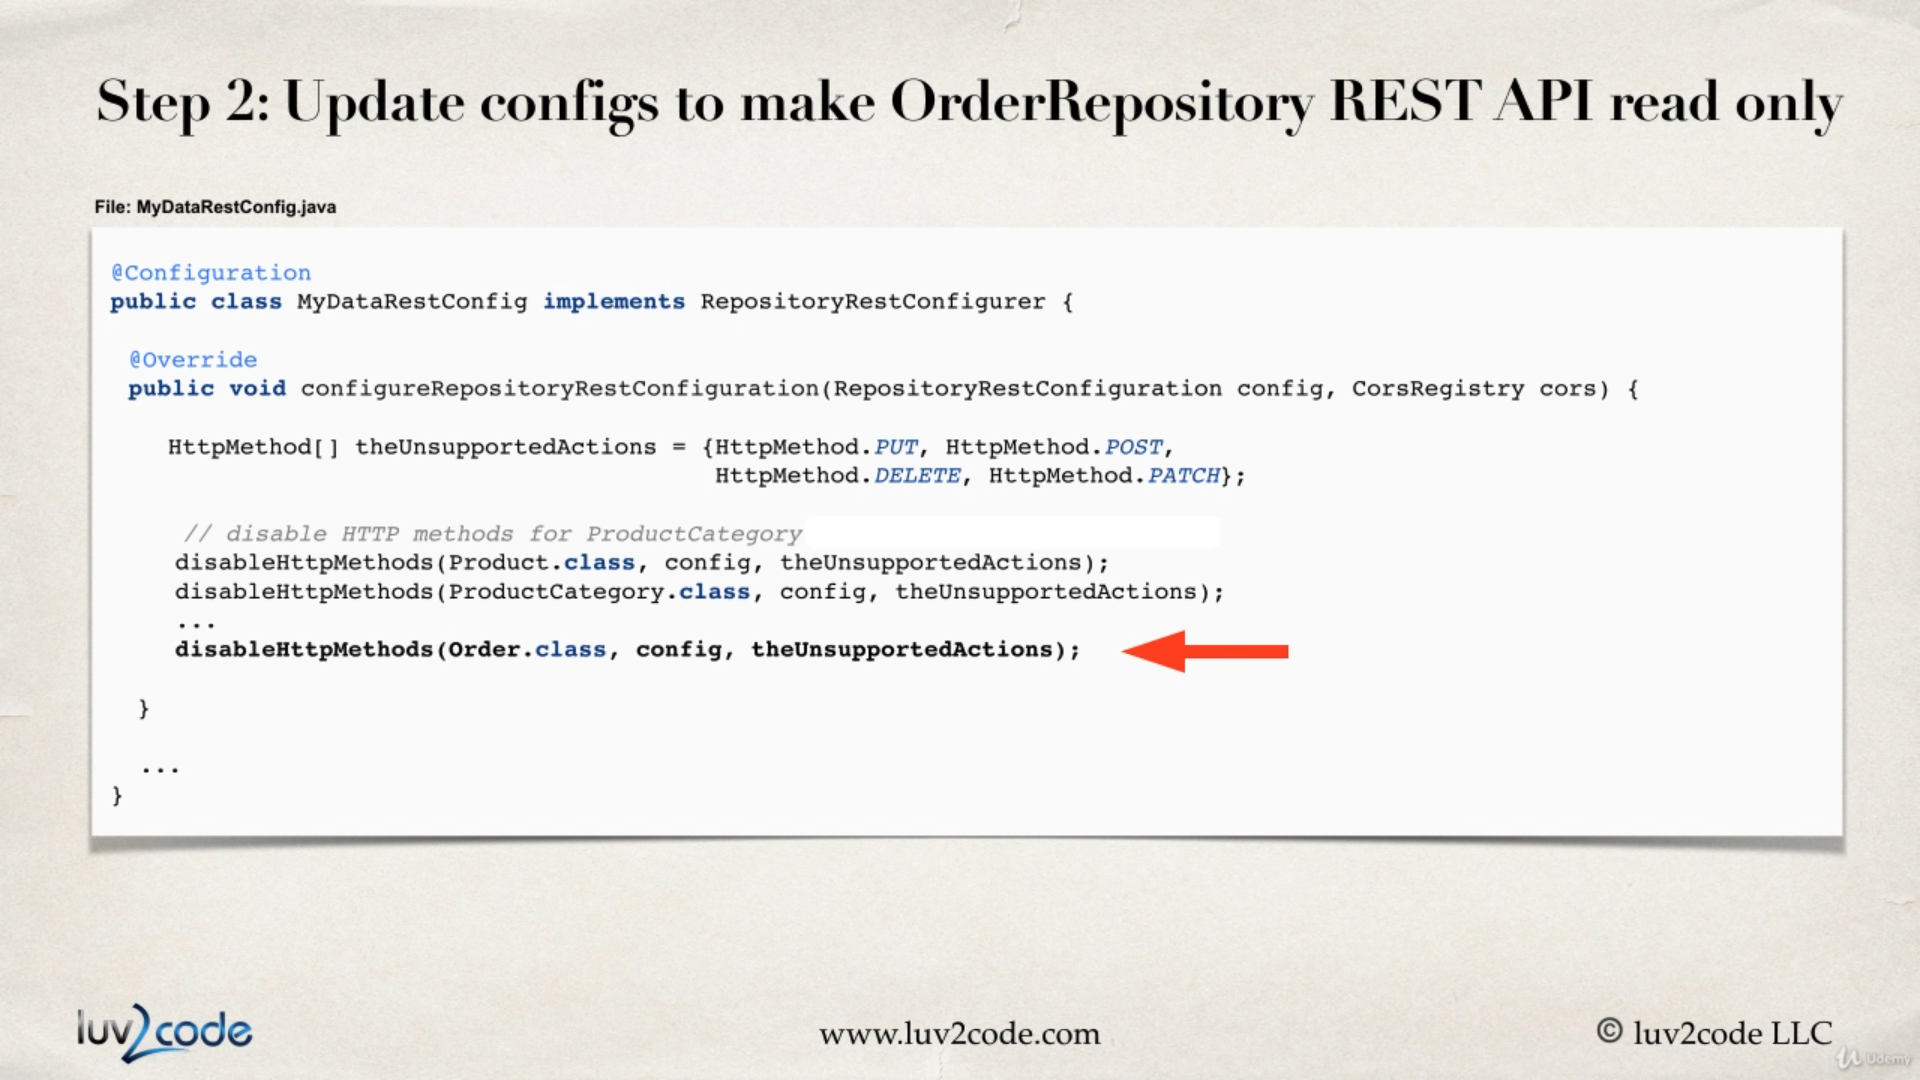 Step 2: Update configs to make OrderRepository REST API read only
File: MyDataRestConfig.java
@Configuration
public class MyDataRestConfig implements RepositoryRestConfigurer {
@Override
public void configureRepositoryRestConfiguration(RepositoryRestConfiguration config, CorsRegistry cors) {
HttpMethod[] theUnsupportedActions = {HttpMethod.PUT, HttpMethod.POST,
HttpMethod.DELETE, HttpMethod.PATCH};
// disable HTTP methods for ProductCategory
disableHttpMethods(Product.class, config, theUnsupportedActions);
disableHttpMethods(ProductCategory.class, config, theUnsupportedActions);
...
disableHttpMethods(Order.class, config, theUnsupportedActions);
}
...
}
luv2code
www.luv2code.com
© luv2code LLC
Udemy